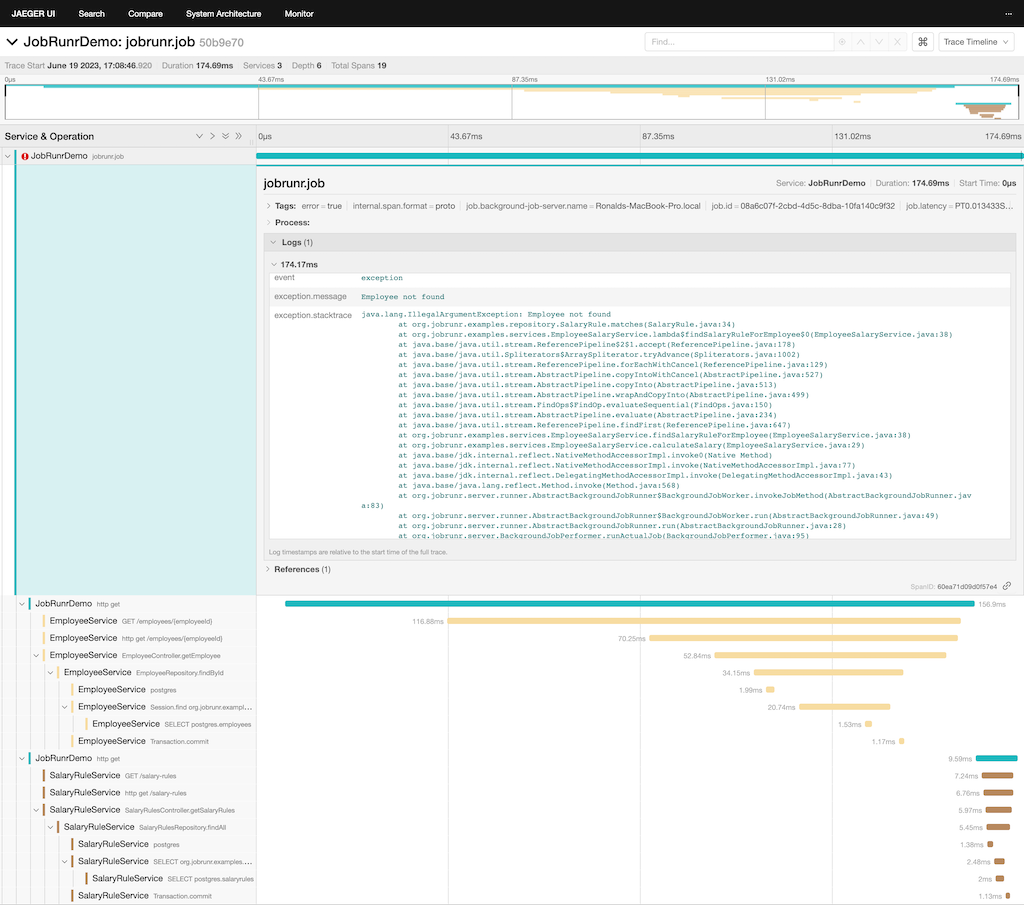 JAEGER UI Search Compare System Architecture Monitor ...
JobRunrDemo: jobrunr.job 50b9e70 Find... Trace Timeline
Trace Start June 19 2023, 17:08:46.920 Duration 174.69ms Services 3 Depth 6 Total Spans 19
0μs 43.67ms 87.35ms 131.02ms 174.69ms
Service & Operation 0μs 43.67ms 87.35ms 131.02ms 174.69ms
JobRunrDemo jobrunr.job
jobrunr.job Service: JobRunrDemo Duration: 174.69ms Start Time: 0μs
Tags: error = true internal.span.format = proto job.background-job-server.name = Ronalds-MacBook-Pro.local job.id = 08a6c07f-2cbd-4d5c-8dba-10fa140c9f32 job.latency = PT0.013433S...
Process:
Logs (1)
174.17ms
event exception
exception.message Employee not found
exception.stacktrace java.lang.IllegalArgumentException: Employee not found
at org.jobrunr.examples.repository.SalaryRule.matches(SalaryRule.java:34)
at org.jobrunr.examples.services.EmployeeSalaryService.lambda$findSalaryRuleForEmployee$0(EmployeeSalaryService.java:38)
at java.base/java.util.stream.ReferencePipeline$2$1.accept(ReferencePipeline.java:178)
at java.base/java.util.Spliterators$ArraySpliterator.tryAdvance(Spliterators.java:1002)
at java.base/java.util.stream.ReferencePipeline.forEachWithCancel(ReferencePipeline.java:129)
at java.base/java.util.stream.AbstractPipeline.copyIntoWithCancel(AbstractPipeline.java:527)
at java.base/java.util.stream.AbstractPipeline.copyInto(AbstractPipeline.java:513)
at java.base/java.util.stream.AbstractPipeline.wrapAndCopyInto(AbstractPipeline.java:499)
at java.base/java.util.stream.FindOps$FindOp.evaluateSequential(FindOps.java:150)
at java.base/java.util.stream.AbstractPipeline.evaluate(AbstractPipeline.java:234)
at java.base/java.util.stream.ReferencePipeline.findFirst(ReferencePipeline.java:647)
at org.jobrunr.examples.services.EmployeeSalaryService.findSalaryRuleForEmployee(EmployeeSalaryService.java:38)
at org.jobrunr.examples.services.EmployeeSalaryService.calculateSalary(EmployeeSalaryService.java:29)
at java.base/jdk.internal.reflect.NativeMethodAccessorImpl.invoke0(Native Method)
at java.base/jdk.internal.reflect.NativeMethodAccessorImpl.invoke(NativeMethodAccessorImpl.java:77)
at java.base/jdk.internal.reflect.DelegatingMethodAccessorImpl.invoke(DelegatingMethodAccessorImpl.java:43)
at java.base/java.lang.reflect.Method.invoke(Method.java:568)
at org.jobrunr.server.runner.AbstractBackgroundJobRunner$BackgroundJobWorker.invokeJobMethod(AbstractBackgroundJobRunner.jav
a:83)
at org.jobrunr.server.runner.AbstractBackgroundJobRunner$BackgroundJobWorker.run(AbstractBackgroundJobRunner.java:49)
at org.jobrunr.server.runner.AbstractBackgroundJobRunner.run(AbstractBackgroundJobRunner.java:28)
at org.jobrunr.server.BackgroundJobPerformer.runActualJob(BackgroundJobPerformer.java:95)
Log timestamps are relative to the start time of the full trace.
References (1)
SpanID: 60ea71d09d0f57e4
JobRunrDemo http get 156.9ms
EmployeeService GET /employees/{employeeId} 116.88ms
EmployeeService http get /employees/{employeeId} 70.25ms
EmployeeService EmployeeController.getEmployee 52.84ms
EmployeeService EmployeeRepository.findById 34.15ms
EmployeeService postgres 1.99ms
EmployeeService Session.find org.jobrunr.exampl... 20.74ms
EmployeeService SELECT postgres.employees 1.53ms
EmployeeService Transaction.commit 1.17ms
JobRunrDemo http get 9.59ms
SalaryRuleService GET /salary-rules 7.24ms
SalaryRuleService http get /salary-rules 6.76ms
SalaryRuleService SalaryRulesController.getSalaryRules 5.97ms
SalaryRuleService SalaryRulesRepository.findAll 5.45ms
SalaryRuleService postgres 1.38ms
SalaryRuleService SELECT org.jobrunr.examples.... 2.48ms
SalaryRuleService SELECT postgres.salaryrules 2ms
SalaryRuleService Transaction.commit 1.13ms